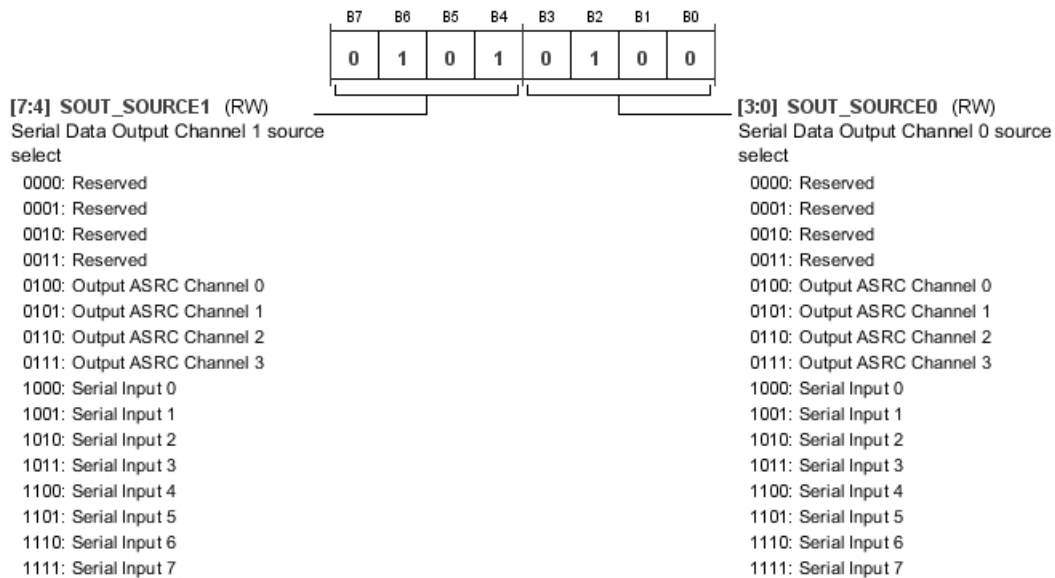 B7 B6 B5 B4 B3 B2 B1 B0
0 1 0 1 0 1 0 0
[7:4] SOUT_SOURCE1 (RW)
Serial Data Output Channel 1 source
select
0000: Reserved
0001: Reserved
0010: Reserved
0011: Reserved
0100: Output ASRC Channel 0
0101: Output ASRC Channel 1
0110: Output ASRC Channel 2
0111: Output ASRC Channel 3
1000: Serial Input 0
1001: Serial Input 1
1010: Serial Input 2
1011: Serial Input 3
1100: Serial Input 4
1101: Serial Input 5
1110: Serial Input 6
1111: Serial Input 7
[3:0] SOUT_SOURCE0 (RW)
Serial Data Output Channel 0 source
select
0000: Reserved
0001: Reserved
0010: Reserved
0011: Reserved
0100: Output ASRC Channel 0
0101: Output ASRC Channel 1
0110: Output ASRC Channel 2
0111: Output ASRC Channel 3
1000: Serial Input 0
1001: Serial Input 1
1010: Serial Input 2
1011: Serial Input 3
1100: Serial Input 4
1101: Serial Input 5
1110: Serial Input 6
1111: Serial Input 7